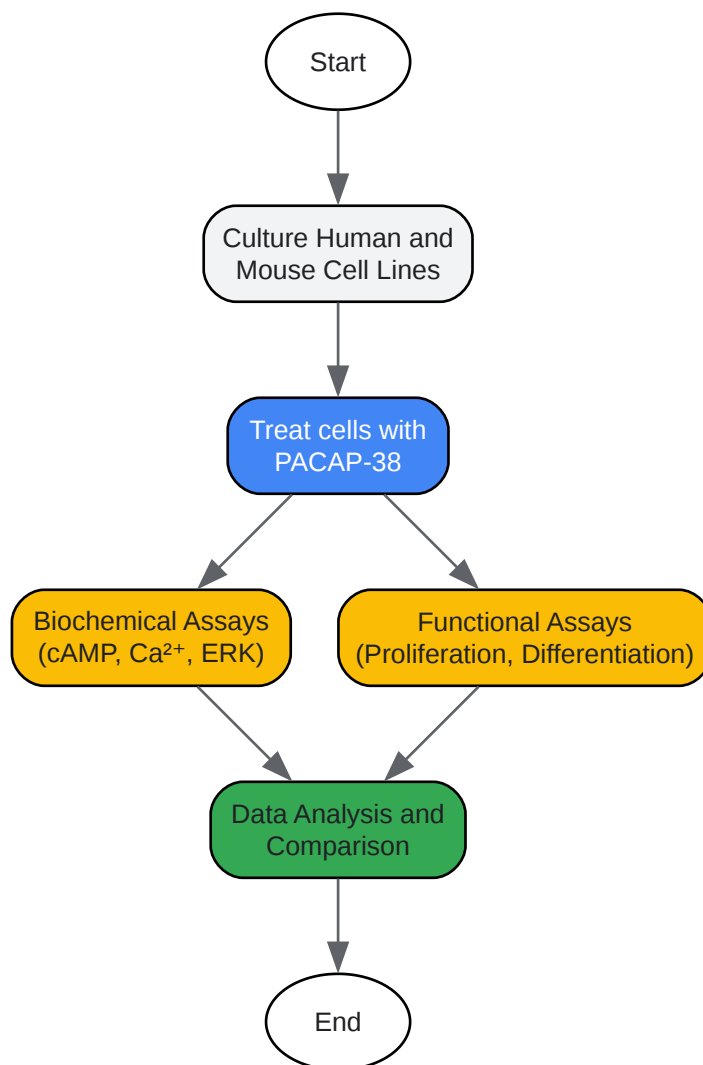 Start
Culture Human and
Mouse Cell Lines
Treat cells with
PACAP-38
Biochemical Assays
(cAMP, Ca²⁺, ERK)
Functional Assays
(Proliferation, Differentiation)
Data Analysis and
Comparison
End